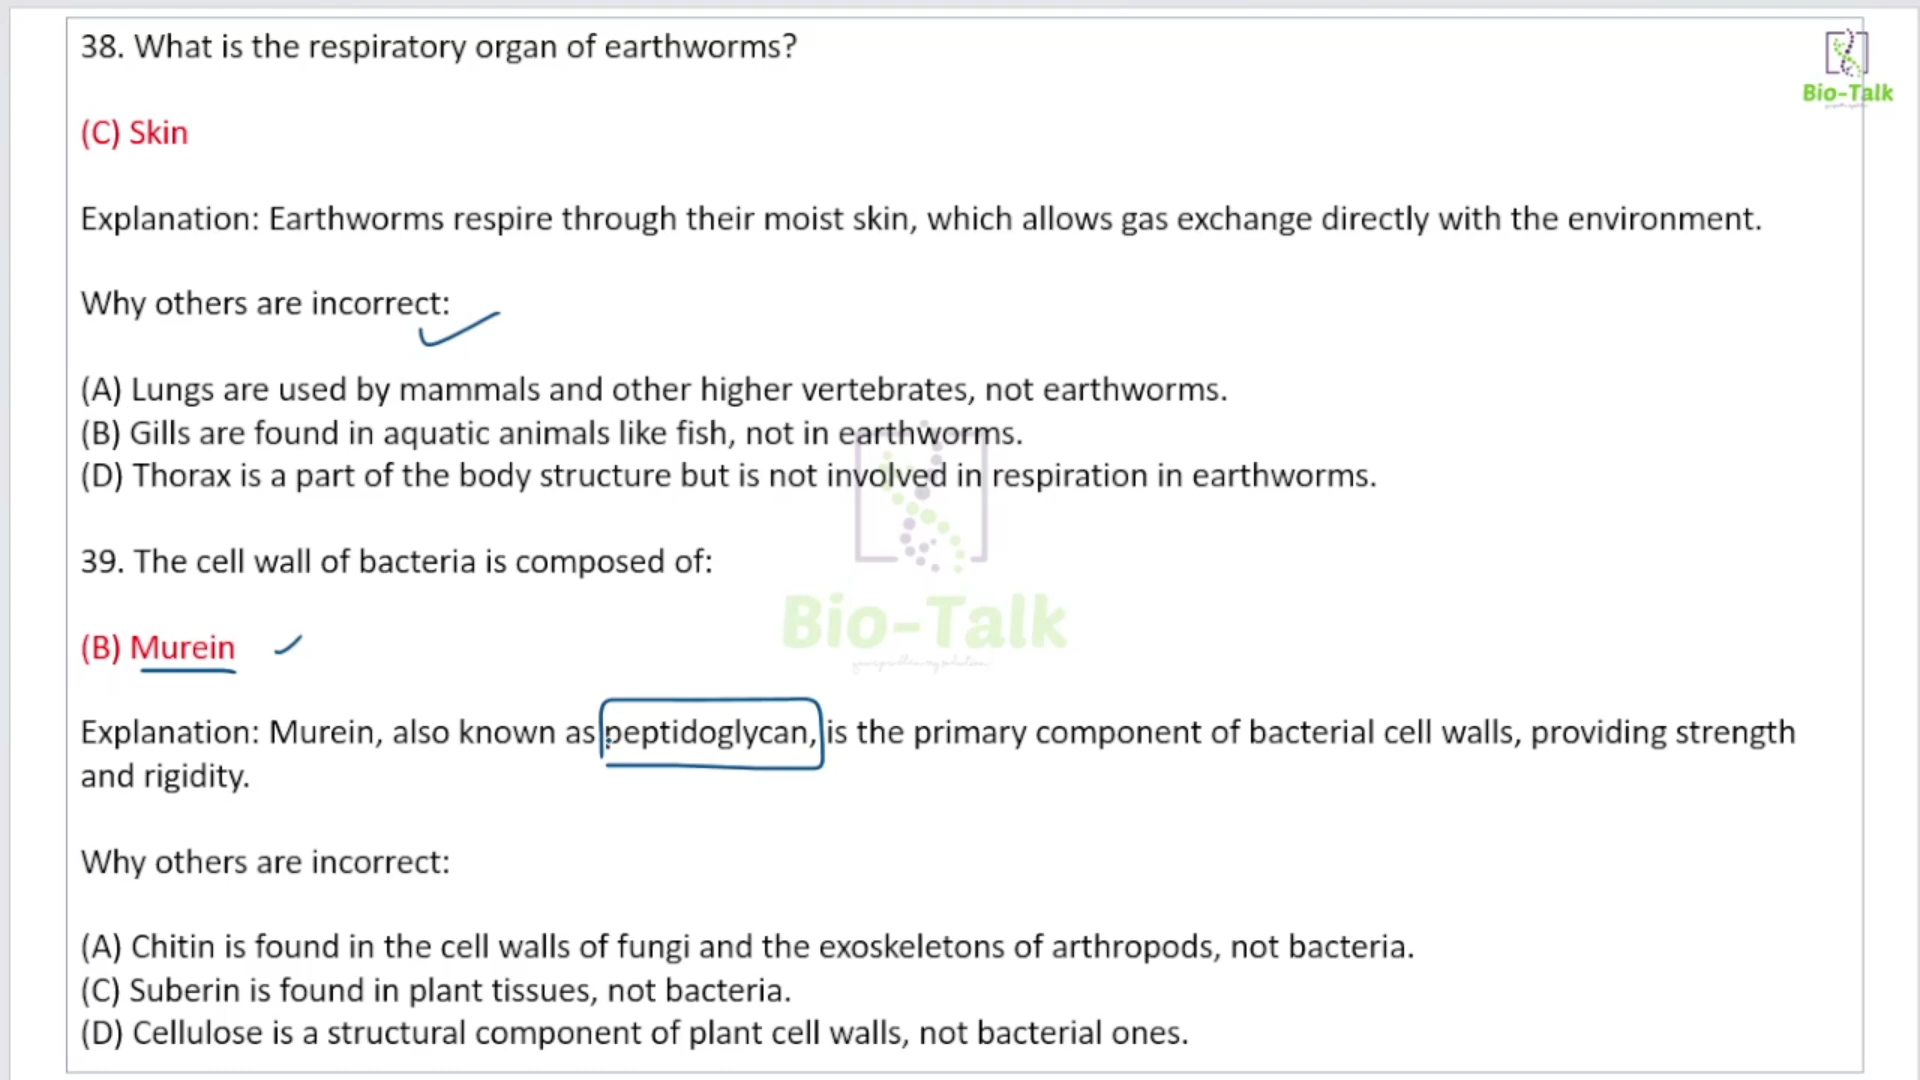 38. What is the respiratory organ of earthworms?
Bio-Talk
(C) Skin
Explanation: Earthworms respire through their moist skin, which allows gas exchange directly with the environment.
Why others are incorrect:
(A) Lungs are used by mammals and other higher vertebrates, not earthworms.
(B) Gills are found in aquatic animals like fish, not in earthworms.
(D) Thorax is a part of the body structure but is not involved in respiration in earthworms.
39. The cell wall of bacteria is composed of:
Bio-Talk
(B) Murein
Explanation: Murein, also known as peptidoglycan, is the primary component of bacterial cell walls, providing strength
and rigidity.
Why others are incorrect:
(A) Chitin is found in the cell walls of fungi and the exoskeletons of arthropods, not bacteria.
(C) Suberin is found in plant tissues, not bacteria.
(D) Cellulose is a structural component of plant cell walls, not bacterial ones.